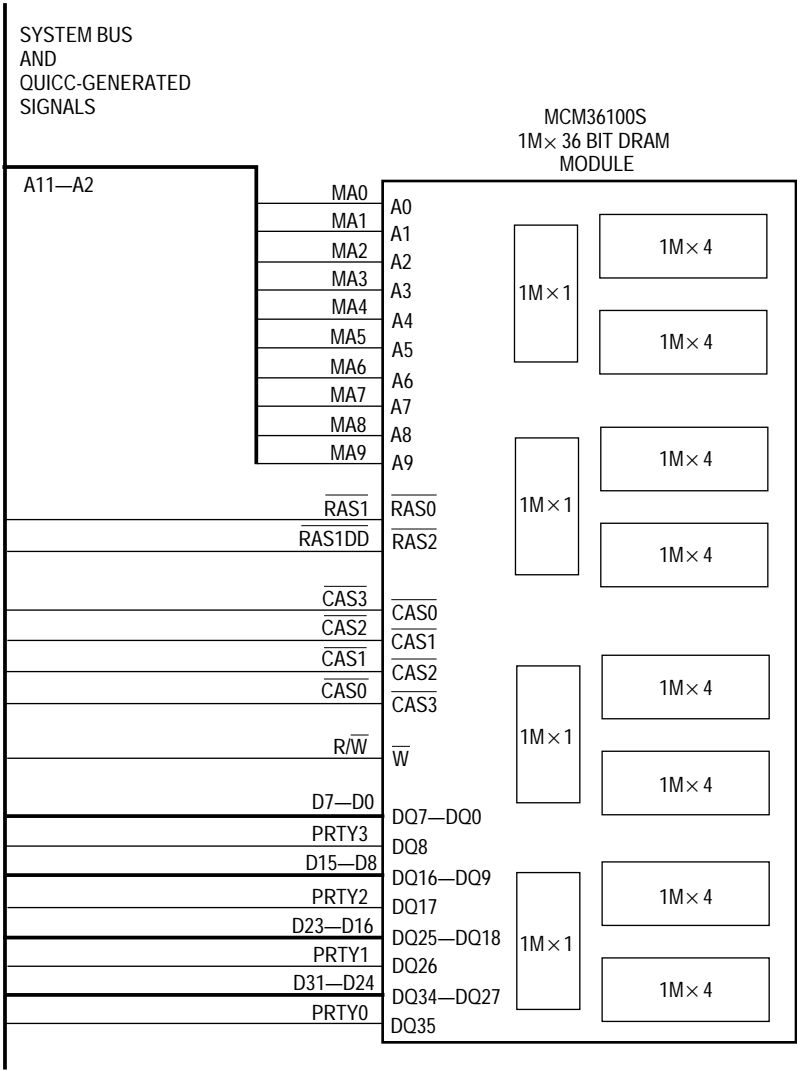 SYSTEM BUS
AND
QUICC-GENERATED
SIGNALS
MCM36100S
1M× 36 BIT DRAM
MODULE
A11—A2
MA0
A0
MA1
A1
MA2
A2
MA3
A3
MA4
A4
MA5
A5
MA6
A6
MA7
A7
MA8
A8
MA9
A9
RAS1
RAS0
RAS1DD
RAS2
CAS3
CAS0
CAS2
CAS1
CAS1
CAS2
CAS0
CAS3
R/W
W
D7—D0
DQ7—DQ0
PRTY3
DQ8
D15—D8
DQ16—DQ9
PRTY2
DQ17
D23—D16
DQ25—DQ18
PRTY1
DQ26
D31—D24
DQ34—DQ27
PRTY0
DQ35
1M×1
1M×4
1M×4
1M×1
1M×4
1M×4
1M×1
1M×4
1M×4
1M×1
1M×4
1M×4